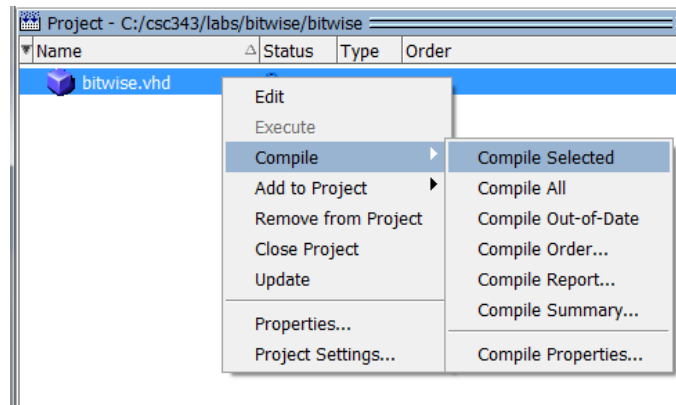 Project - C:/csc343/labs/bitwise/bitwise
Name Status Type Order
bitwise.vhd
Edit
Execute
Compile
Add to Project
Remove from Project
Close Project
Update
Properties...
Project Settings...
Compile Selected
Compile All
Compile Out-of-Date
Compile Order...
Compile Report...
Compile Summary...
Compile Properties...